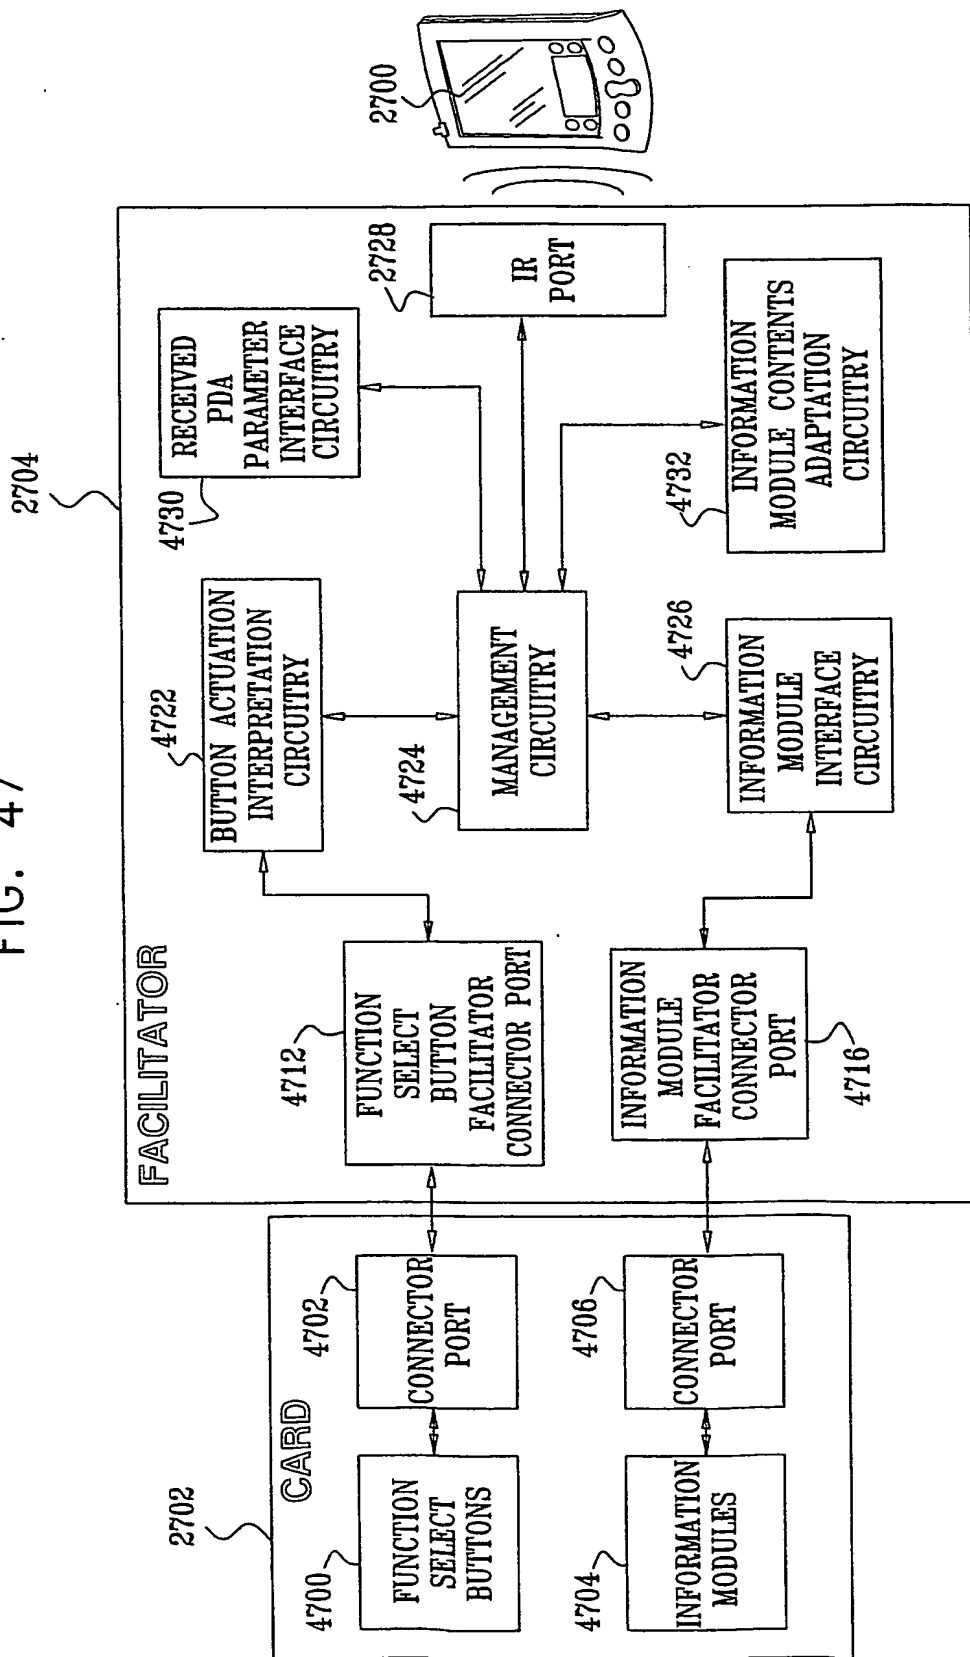 FIG. 47
2704
FACILITATOR
2702
CARD
4700
FUNCTION
SELECT
BUTTONS
4702
CONNECTOR
PORT
4704
INFORMATION
MODULES
4706
CONNECTOR
PORT
4712
FUNCTION
SELECT
BUTTON
FACILITATOR
CONNECTOR PORT
4716
INFORMATION
MODULE
FACILITATOR
CONNECTOR
PORT
4722
BUTTON ACTUATION
INTERPRETATION
CIRCUITRY
4724
MANAGEMENT
CIRCUITRY
4726
INFORMATION
MODULE
INTERFACE
CIRCUITRY
4730
RECEIVED
PDA
PARAMETER
INTERFACE
CIRCUITRY
2728
IR
PORT
4732
INFORMATION
MODULE CONTENTS
ADAPTATION
CIRCUITRY
2700